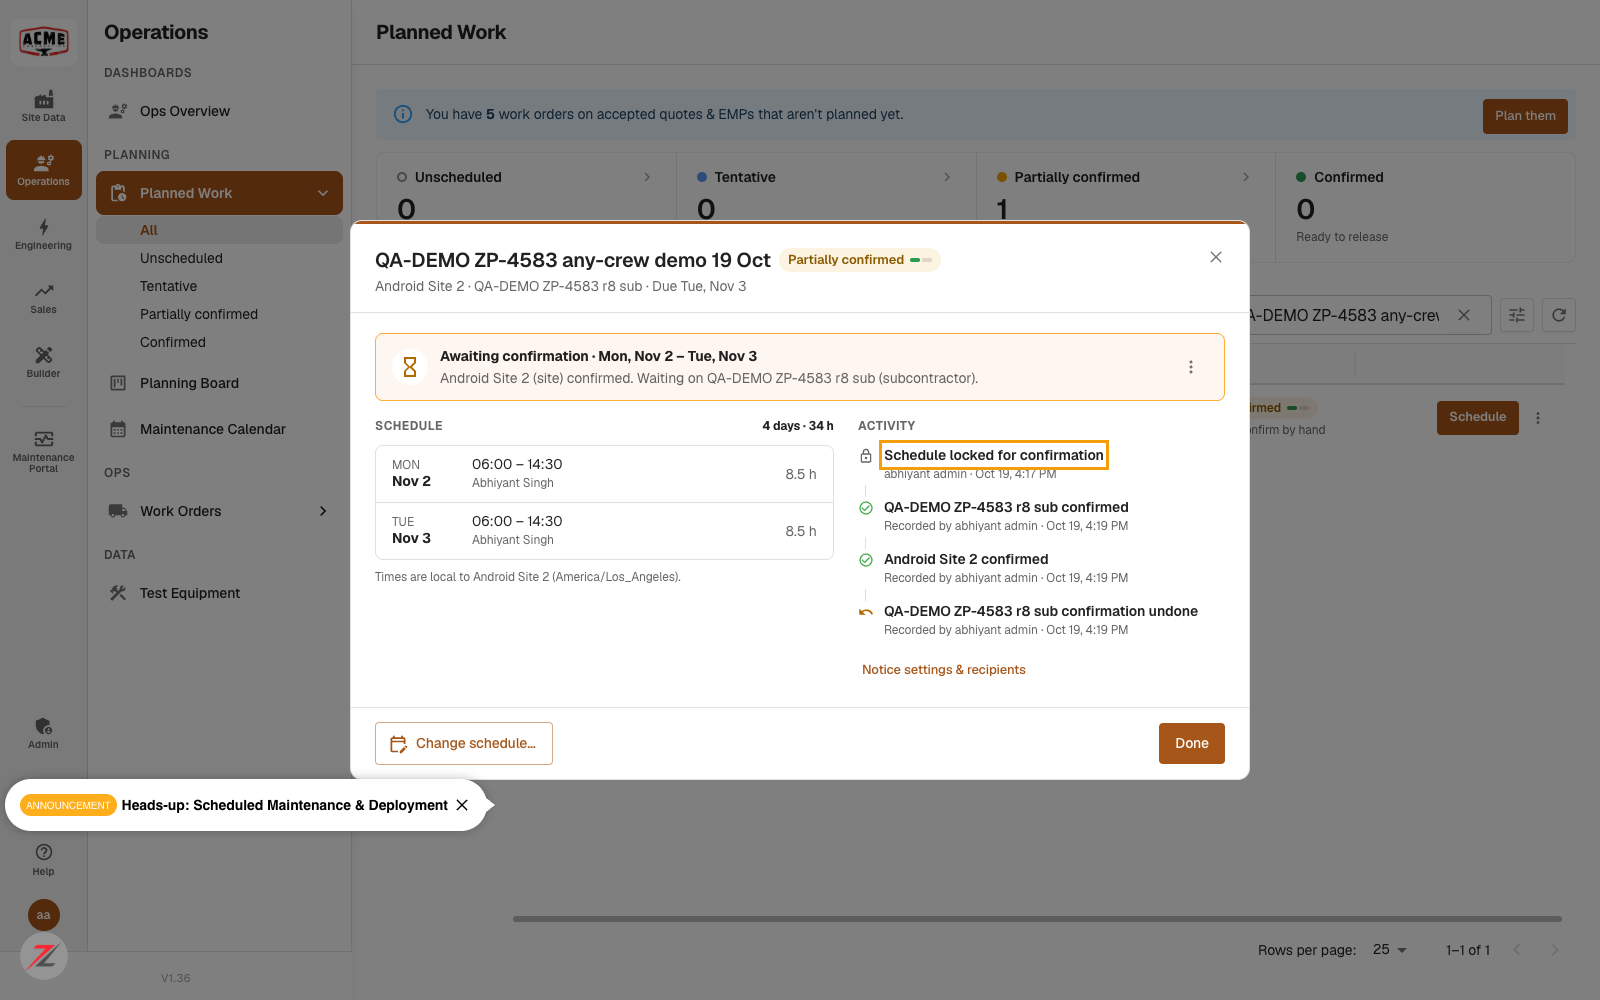 ACME
Site Data
Operations
Engineering
Sales
Builder
Maintenance
Portal
Admin
Help
aa
Operations
DASHBOARDS
Ops Overview
PLANNING
Planned Work
All
Unscheduled
Tentative
Partially confirmed
Confirmed
Planning Board
Maintenance Calendar
OPS
Work Orders
DATA
Test Equipment
V1.36
Planned Work
You have 5 work orders on accepted quotes & EMPs that aren't planned yet.
Plan them
Unscheduled
0
Tentative
0
Partially confirmed
1
Confirmed
0
Ready to release
A-DEMO ZP-4583 any-crew
irmed
Schedule
onfirm by hand
QA-DEMO ZP-4583 any-crew demo 19 Oct
Partially confirmed
Android Site 2 · QA-DEMO ZP-4583 r8 sub · Due Tue, Nov 3
Awaiting confirmation · Mon, Nov 2 – Tue, Nov 3
Android Site 2 (site) confirmed. Waiting on QA-DEMO ZP-4583 r8 sub (subcontractor).
SCHEDULE
4 days · 34 h
MON
Nov 2
06:00 – 14:30
Abhiyant Singh
8.5 h
TUE
Nov 3
06:00 – 14:30
Abhiyant Singh
8.5 h
Times are local to Android Site 2 (America/Los_Angeles).
ACTIVITY
Schedule locked for confirmation
abhiyant admin · Oct 19, 4:17 PM
QA-DEMO ZP-4583 r8 sub confirmed
Recorded by abhiyant admin · Oct 19, 4:19 PM
Android Site 2 confirmed
Recorded by abhiyant admin · Oct 19, 4:19 PM
QA-DEMO ZP-4583 r8 sub confirmation undone
Recorded by abhiyant admin · Oct 19, 4:19 PM
Notice settings & recipients
Change schedule...
Done
ANNOUNCEMENT Heads-up: Scheduled Maintenance & Deployment
Rows per page: 25
1–1 of 1